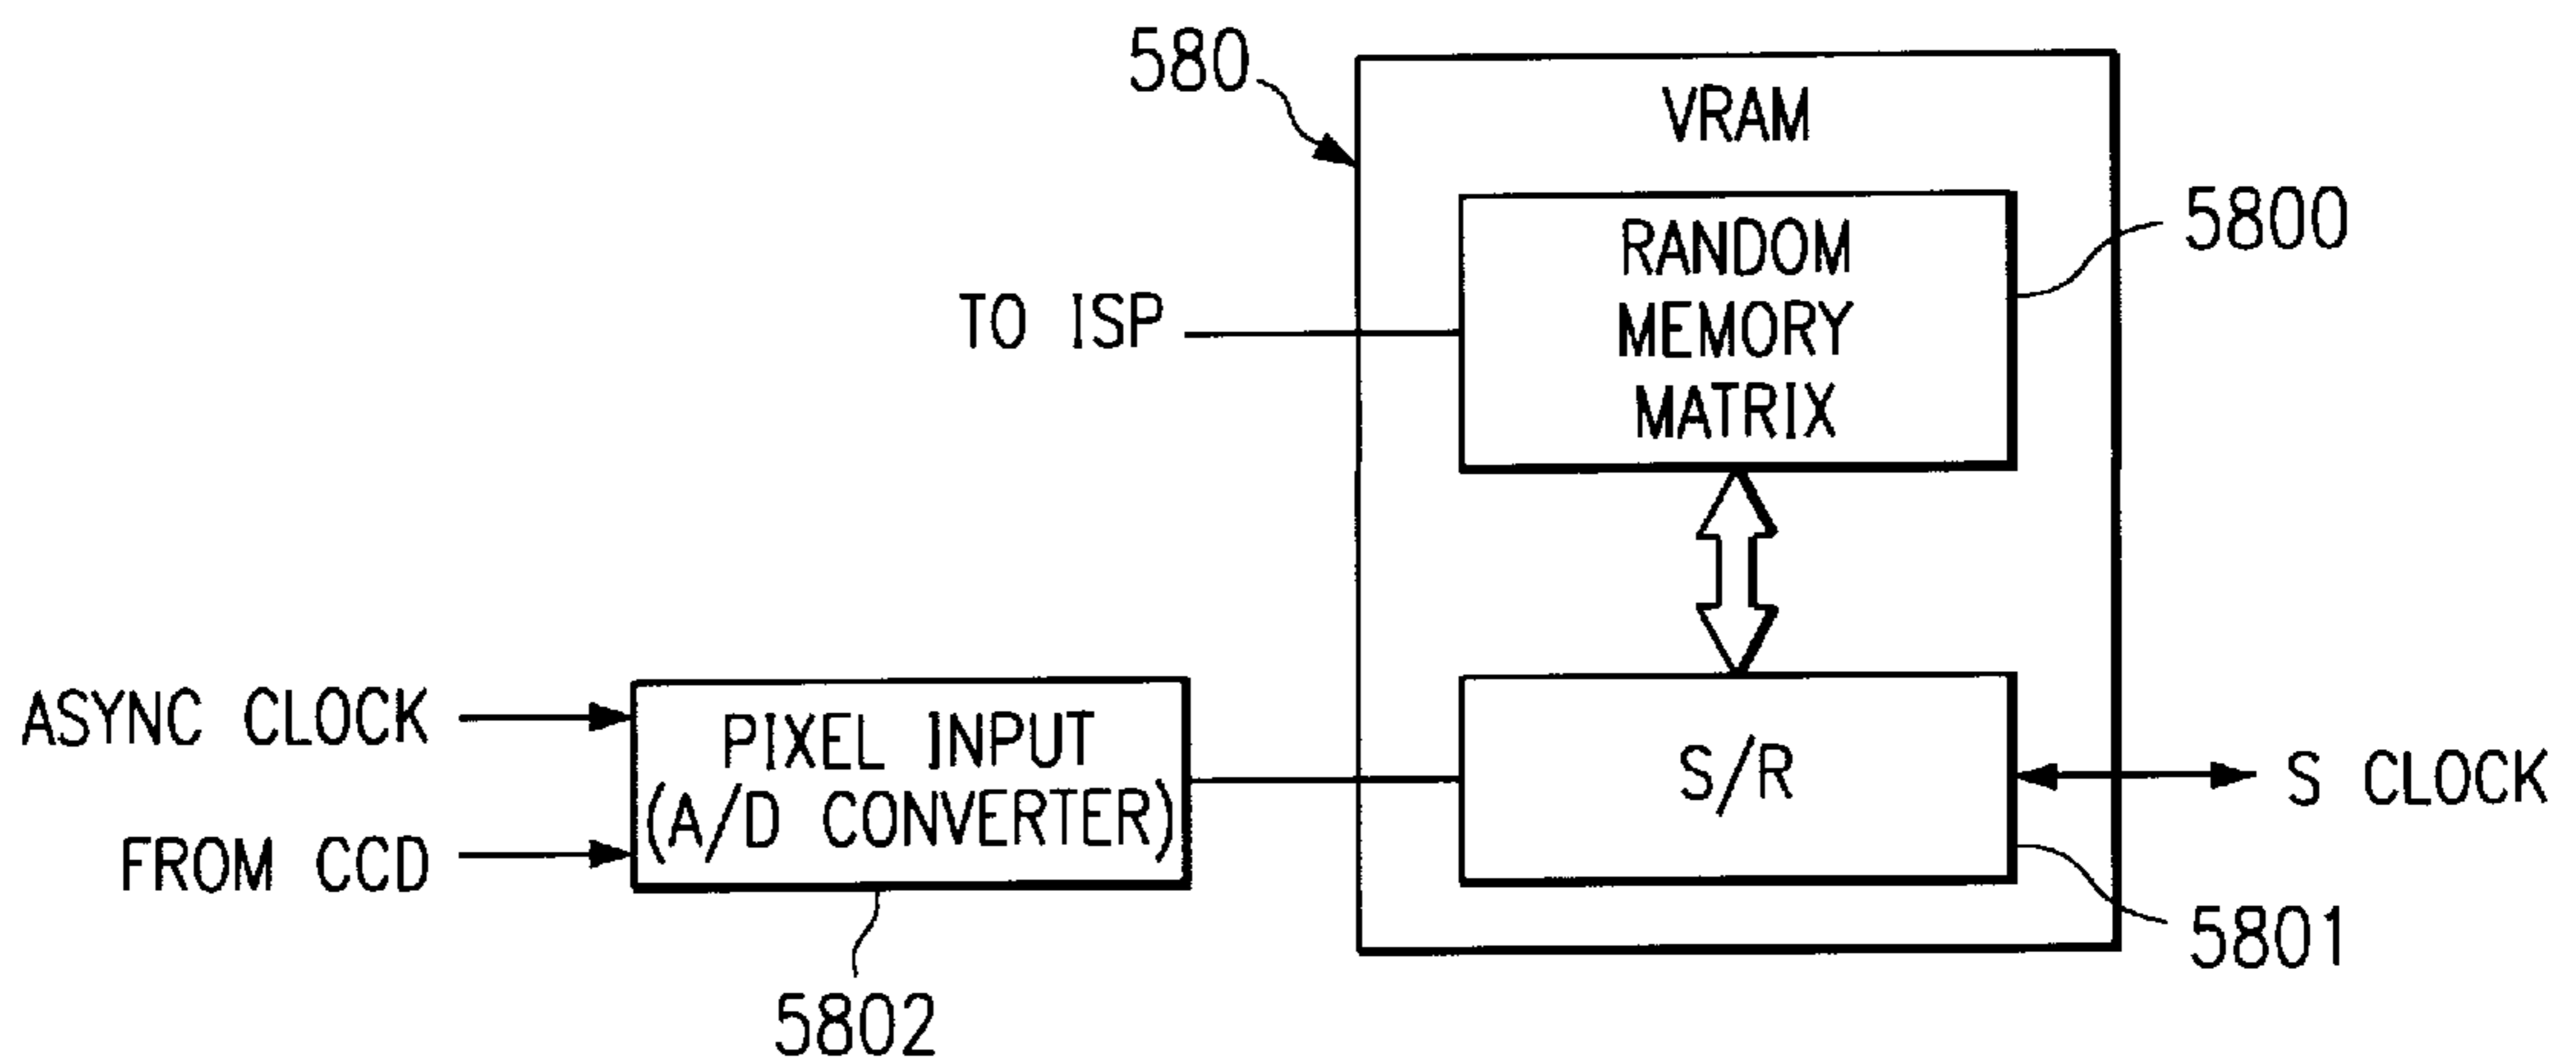 580
VRAM
5800
RANDOM
MEMORY
MATRIX
TO ISP
ASYNC CLOCK
FROM CCD
PIXEL INPUT
(A/D CONVERTER)
S/R
S CLOCK
5801
5802